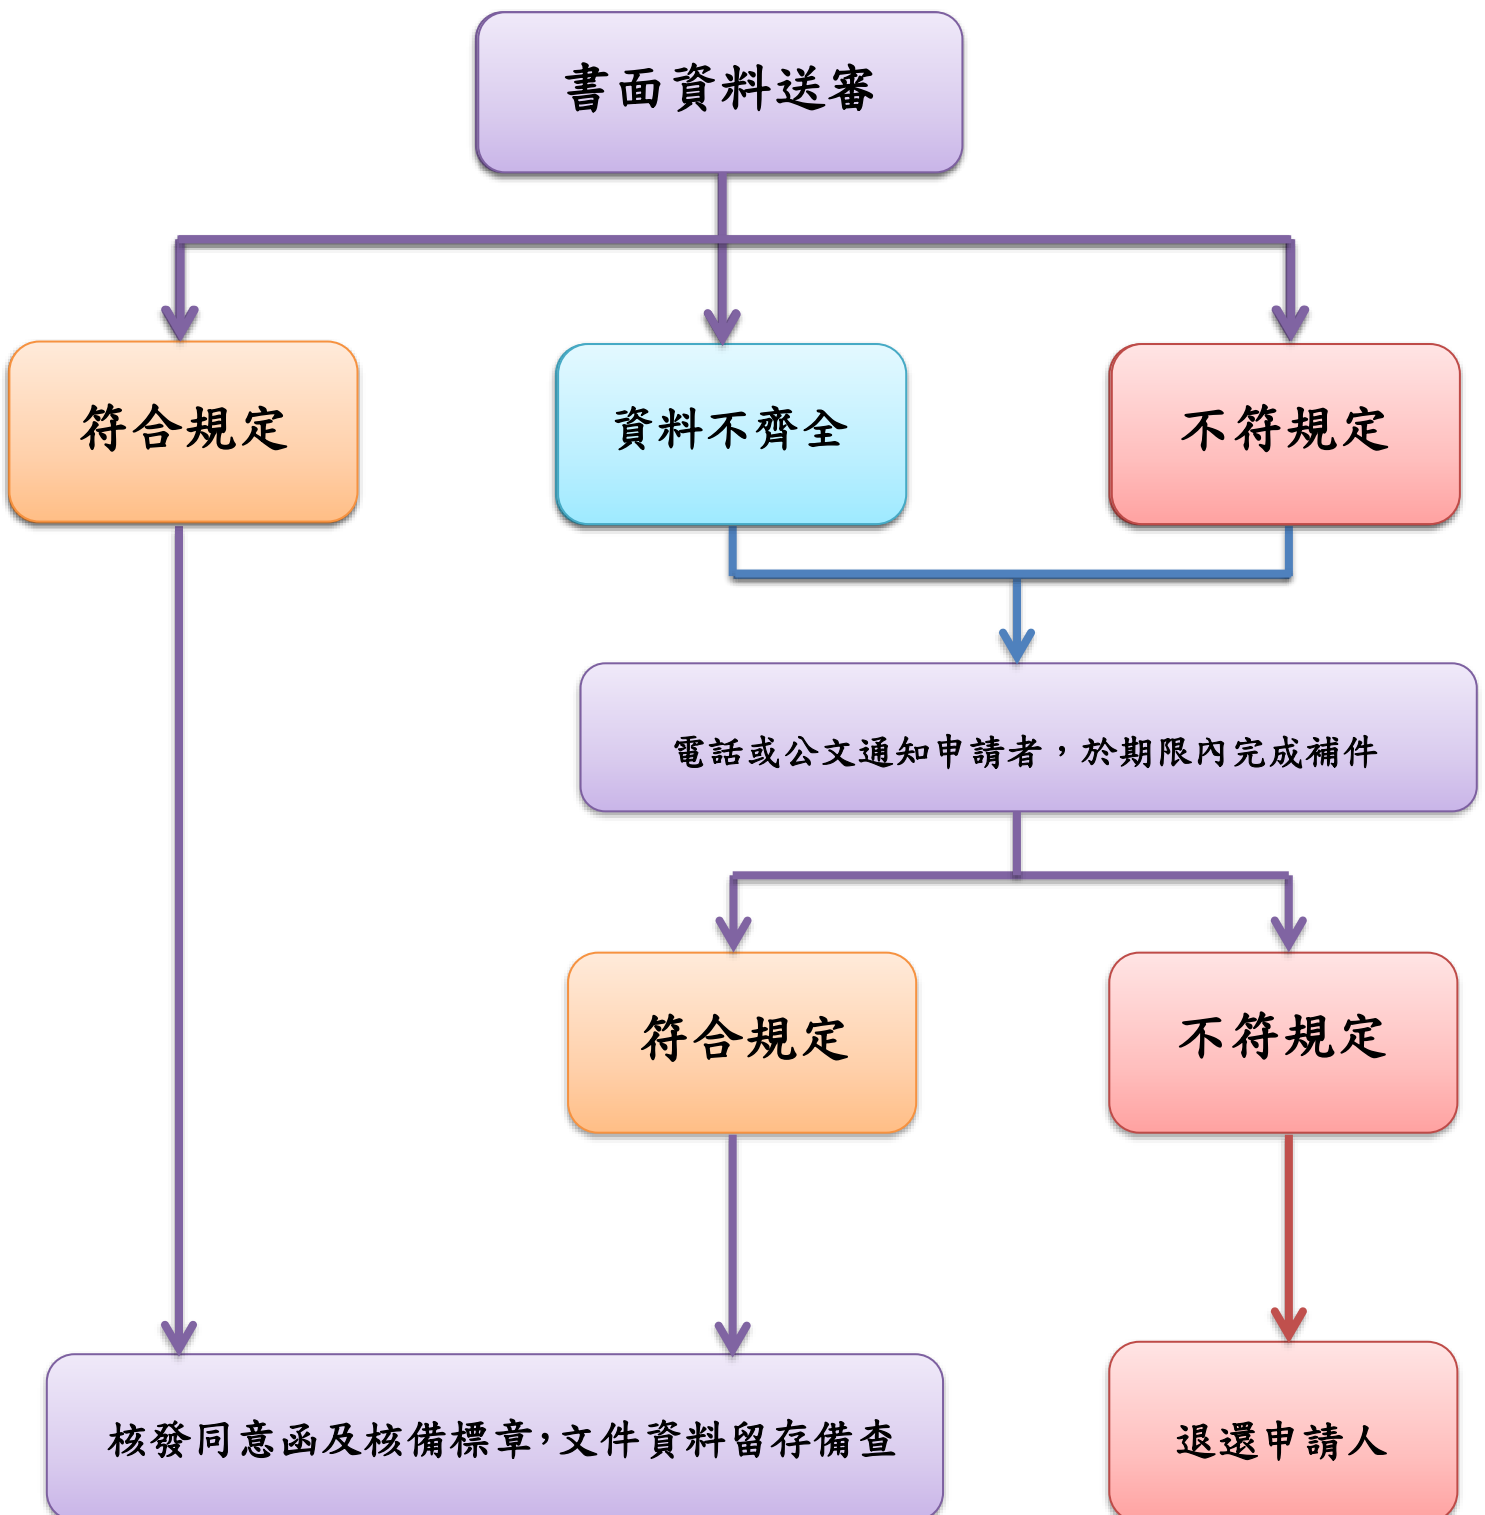 書面資料送審
符合規定
資料不齊全
不符規定
電話或公文通知申請者，於期限內完成補件
符合規定
不符規定
核發同意函及核備標章，文件資料留存備查
退還申請人